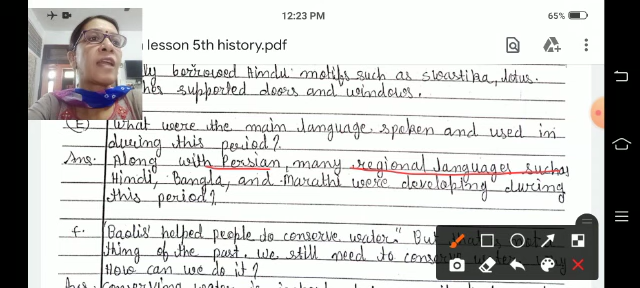 12:23 PM
65%
lesson 5th history.pdf
borrowed Hindu motifs such as swastika, lotus.
supported doors and windows.
(E) What were the main language spoken and used in
during this period?
Ans. Along with Persian, many regional languages such as
Hindi, Bangla, and Marathi were developing during
this period?
f. "Baolis' helped people to conserve water." But
thing of the past. we still need to
How can we do it?
Ans. Conserving water is